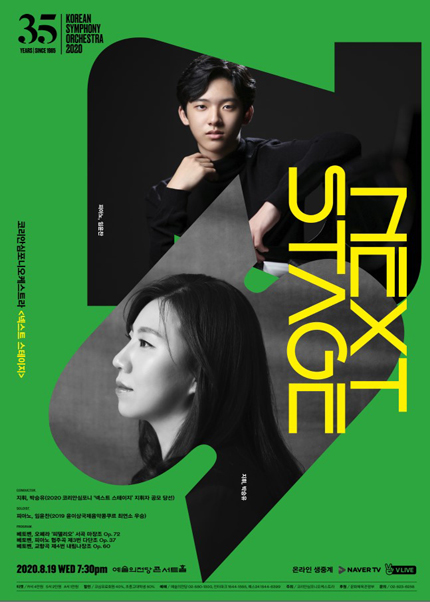 35
YEARS | SINCE 1985
KOREAN
SYMPHONY
ORCHESTRA
2020
피아노, 임윤찬
NEXT
STAGE
코리안심포니오케스트라 <넥스트 스테이지>
지휘, 박승유
CONDUCTOR
지휘, 박승유(2020 코리안심포니 '넥스트 스테이지' 지휘자 공모 당선)
SOLOIST
피아노, 임윤찬(2019 윤이상국제음악콩쿠르 최연소 우승)
PROGRAM
베토벤, 오페라 '피델리오' 서곡 마장조 Op. 72
베토벤, 피아노 협주곡 제3번 다단조 Op. 37
베토벤, 교향곡 제4번 내림나장조 Op. 60
2020.8.19 WED 7:30pm 예술의전당 콘서트홀
온라인 생중계 NAVER TV V LIVE